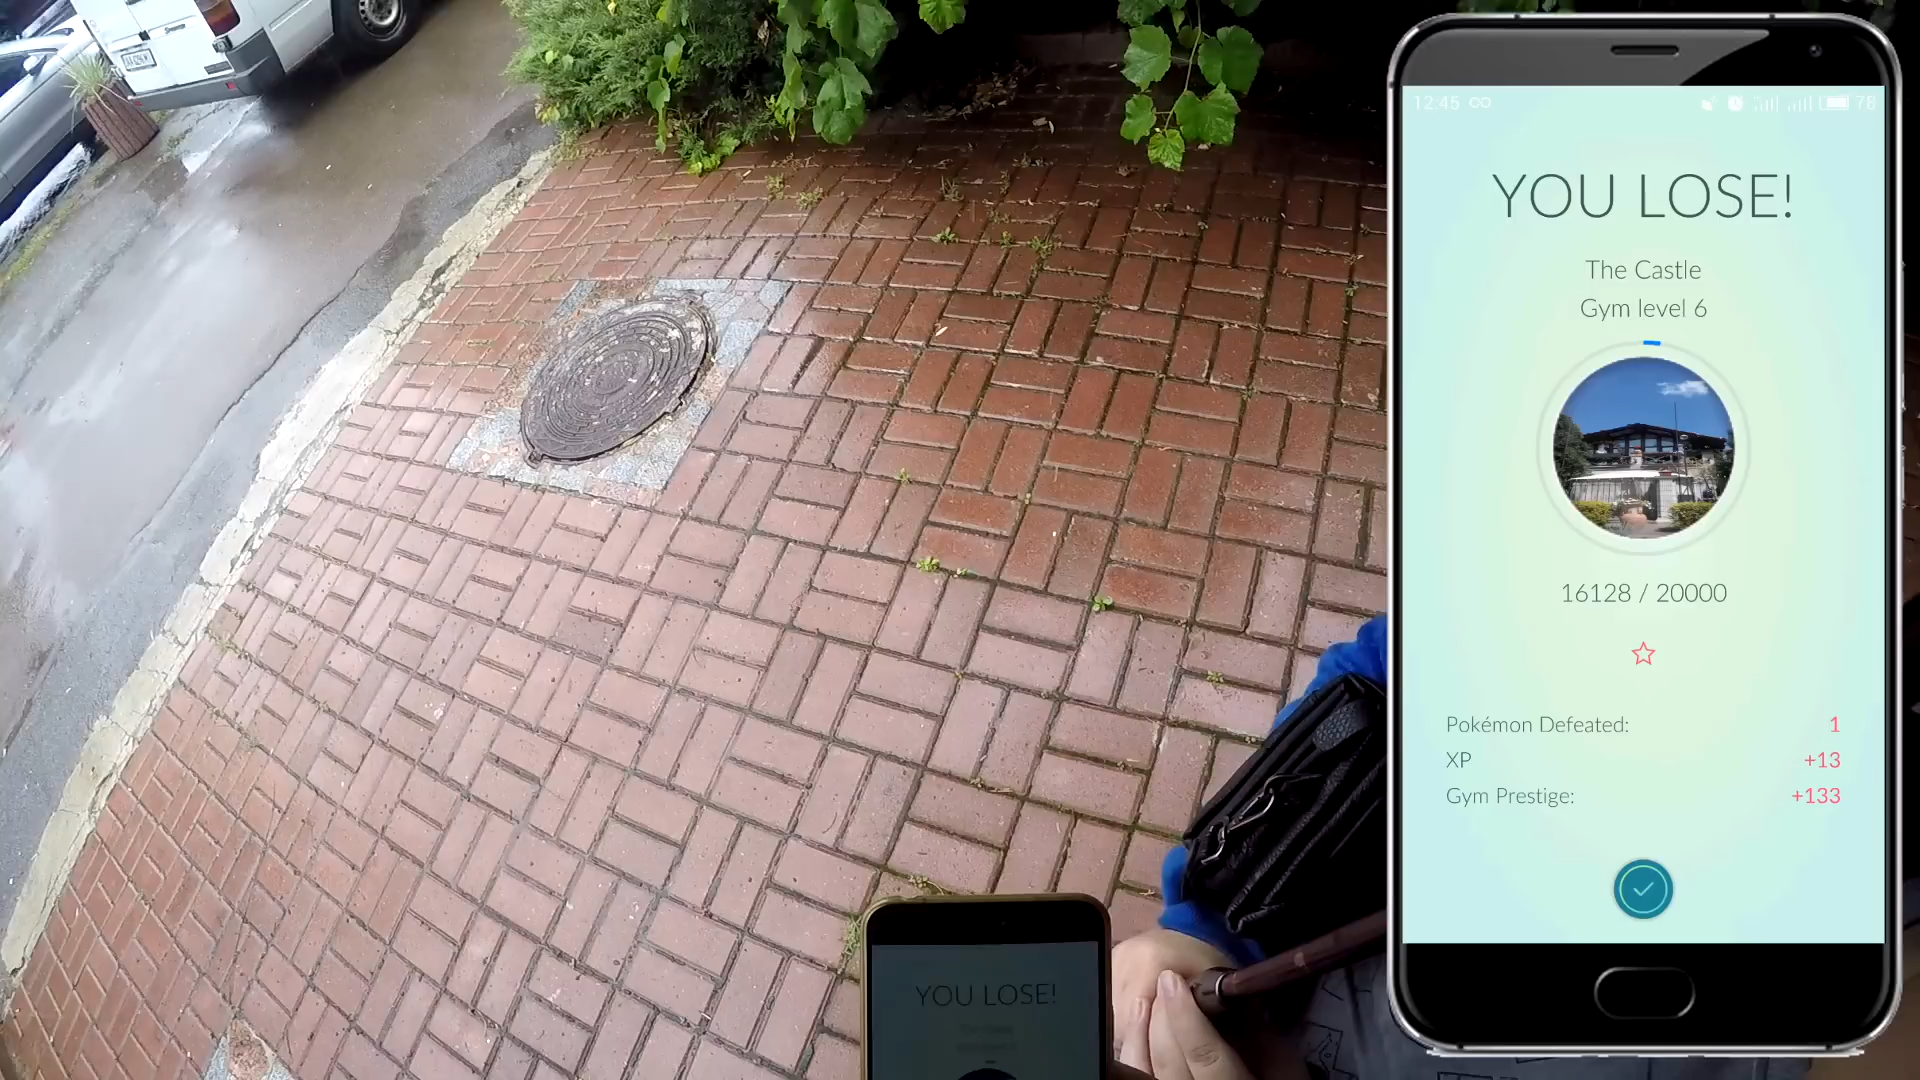 12:45
78
YOU LOSE!
The Castle
Gym level 6
16128 / 20000
Pokémon Defeated: 1
XP +13
Gym Prestige: +133
YOU LOSE!